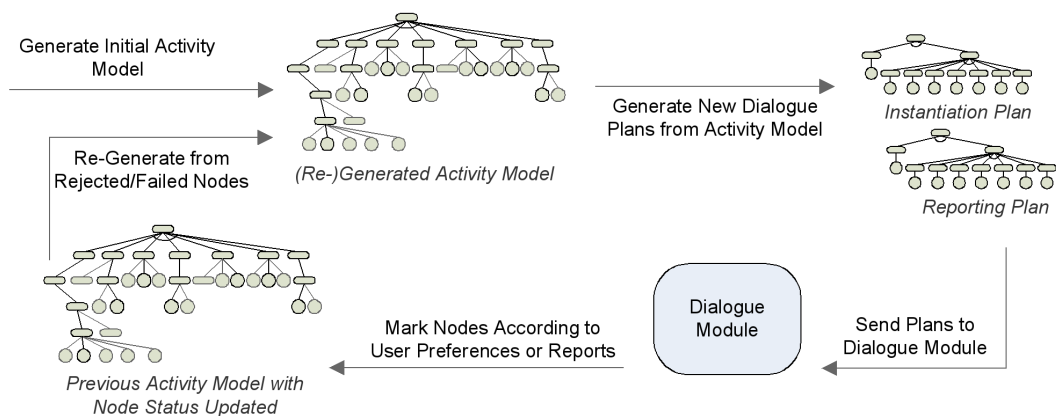 Generate Initial Activity
Model
(Re-)Generated Activity Model
Generate New Dialogue
Plans from Activity Model
Instantiation Plan
Reporting Plan
Re-Generate from
Rejected/Failed Nodes
Dialogue
Module
Send Plans to
Dialogue Module
Mark Nodes According to
User Preferences or Reports
Previous Activity Model with
Node Status Updated